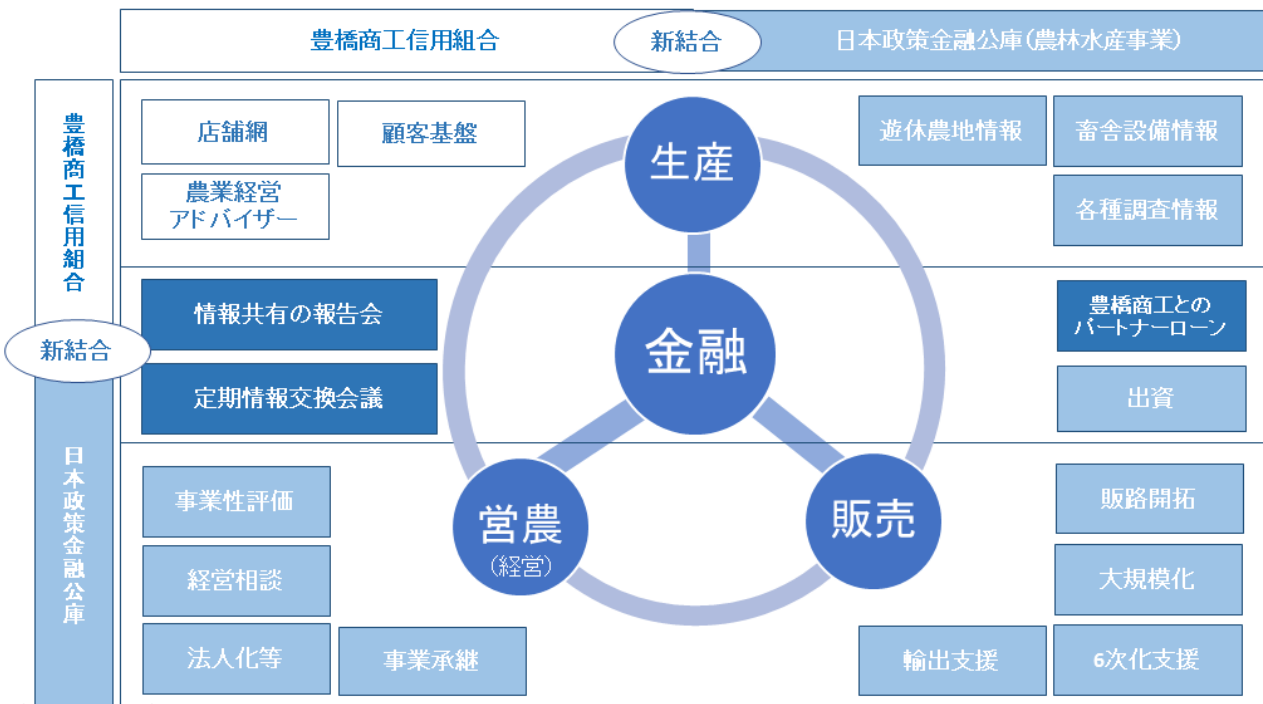 豊橋商工信用組合
新結合
日本政策金融公庫(農林水産事業)
豊橋商工信用組合
新結合
日本政策金融公庫
店舗網
顧客基盤
農業経営
アドバイザー
生産
遊休農地情報
畜舎設備情報
各種調査情報
情報共有の報告会
定期情報交換会議
金融
豊橋商工との
パートナーローン
出資
事業性評価
経営相談
法人化等
事業承継
営農
(経営)
販売
販路開拓
大規模化
輸出支援
6次化支援